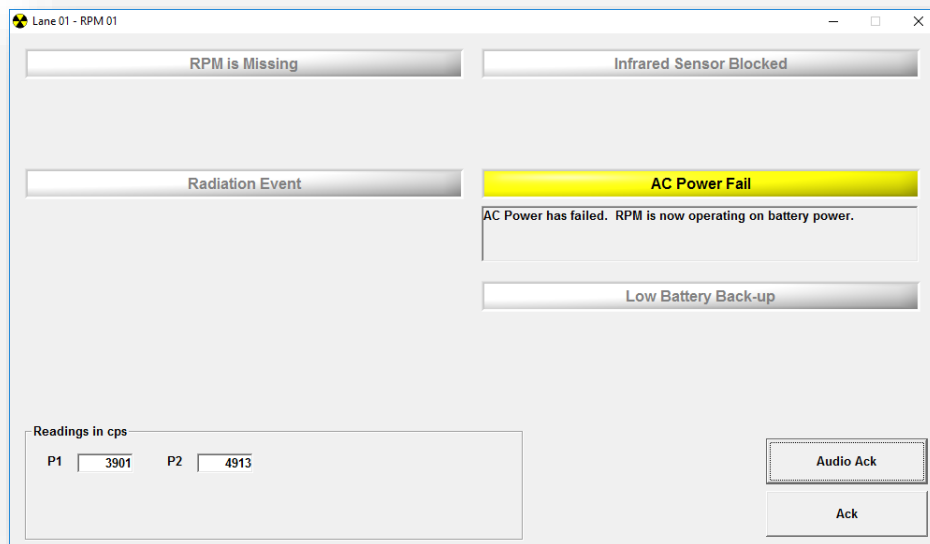 Lane 01 - RPM 01
RPM is Missing
Infrared Sensor Blocked
Radiation Event
AC Power Fail
AC Power has failed.  RPM is now operating on battery power.
Low Battery Back-up
Readings in cps
P1 3901 P2 4913
Audio Ack
Ack